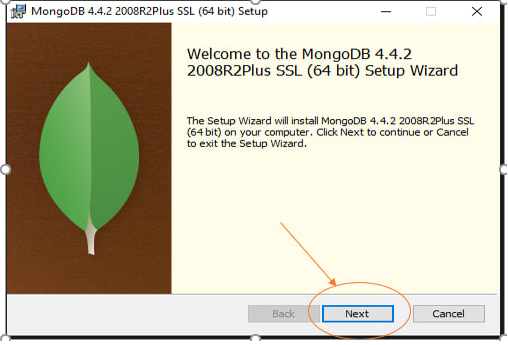 MongoDB 4.4.2 2008R2Plus SSL (64 bit) Setup
Welcome to the MongoDB 4.4.2
2008R2Plus SSL (64 bit) Setup Wizard
The Setup Wizard will install MongoDB 4.4.2 2008R2Plus SSL
(64 bit) on your computer. Click Next to continue or Cancel
to exit the Setup Wizard.
Back Next Cancel